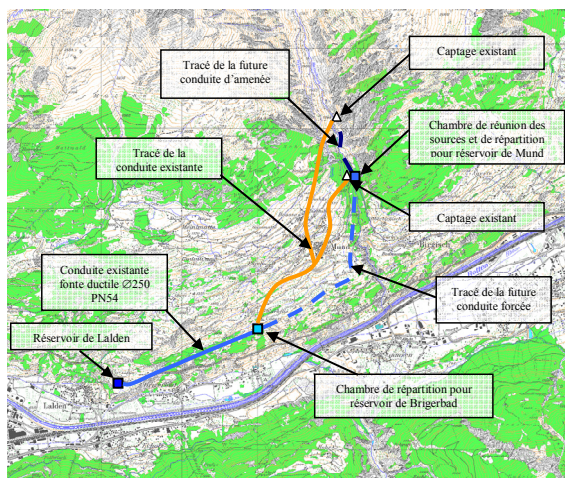 Tracé de la future
conduite d'amenée
Captage existant
Chambre de réunion des
sources et de répartition
pour réservoir de Mund
Tracé de la
conduite existante
Captage existant
Mund
Birgisch
Conduite existante
fonte ductile ∅250
PN54
Tracé de la future
conduite forcée
Réservoir de Lalden
Chambre de répartition pour
réservoir de Brigerbad
Lalden